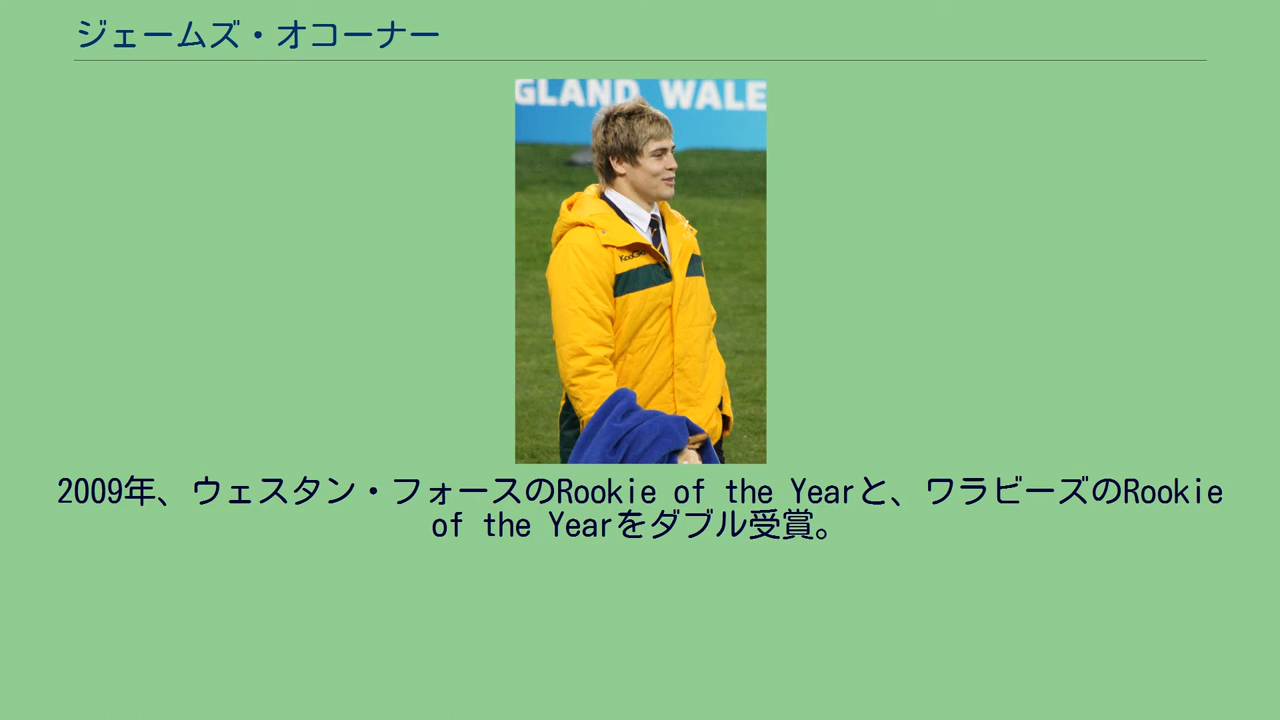 ジェームズ・オコーナー
GLAND WALE
KooGa
2009年、ウェスタン・フォースのRookie of the Yearと、ワラビーズのRookie
of the Yearをダブル受賞。